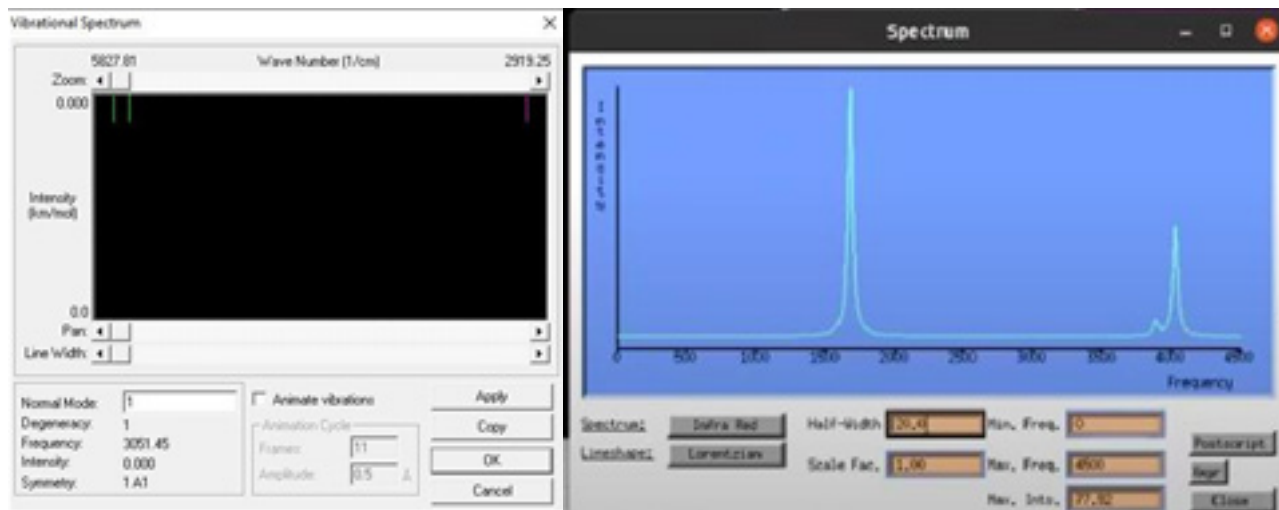 Vibrational Spectrum
5827.81 Wave Number (1/cm) 2919.25
Zoom:
0.000
Intensity
(km/mol)
0.0
Pan:
Line Width:
Normal Mode: 1
Degeneracy: 1
Frequency: 3051.45
Intensity: 0.000
Symmetry: 1 A1
Animate vibrations
Animation Cycle
Frames: 11
Amplitude: 0.5 Å
Apply
Copy
OK
Cancel
Spectrum
Intensity
0 500 1000 1500 2000 2500 3000 3500 4000 4500
Frequency
Spectrum: Infra Red
Lineshape: Lorentzian
Half-Width 20.0
Scale Fac. 1.00
Min. Freq. 0
Max. Freq. 4500
Max. Ints. 77.92
Postscript
Close